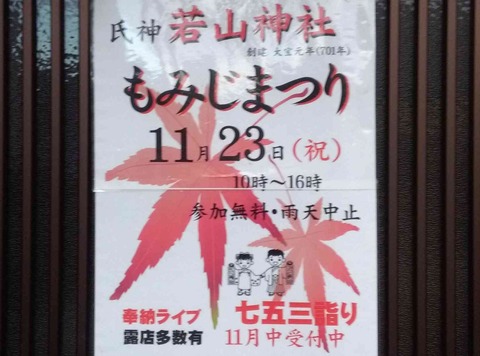 氏神 若山神社
創建 大宝元年(701年)
もみじまつり
11月23日(祝)
10時~16時
参加無料・雨天中止
奉納ライブ
露店多数有
七五三詣り
11月中受付中